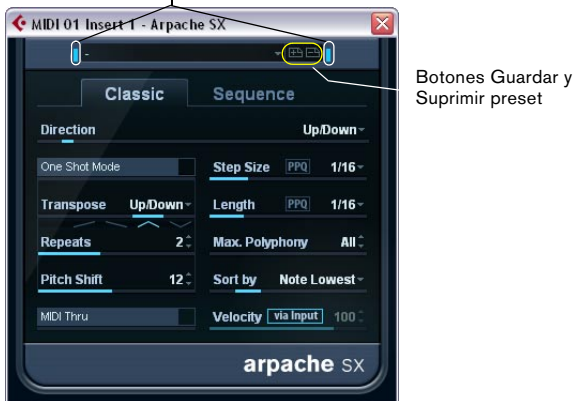 MIDI 01 Insert 1 - Arpache SX
-
Botones Guardar y
Suprimir preset
Classic Sequence
Direction Up/Down
One Shot Mode Step Size PPQ 1/16
Transpose Up/Down Length PPQ 1/16
Repeats 2 Max. Polyphony All
Pitch Shift 12 Sort by Note Lowest
MIDI Thru Velocity via Input 100
arpache SX